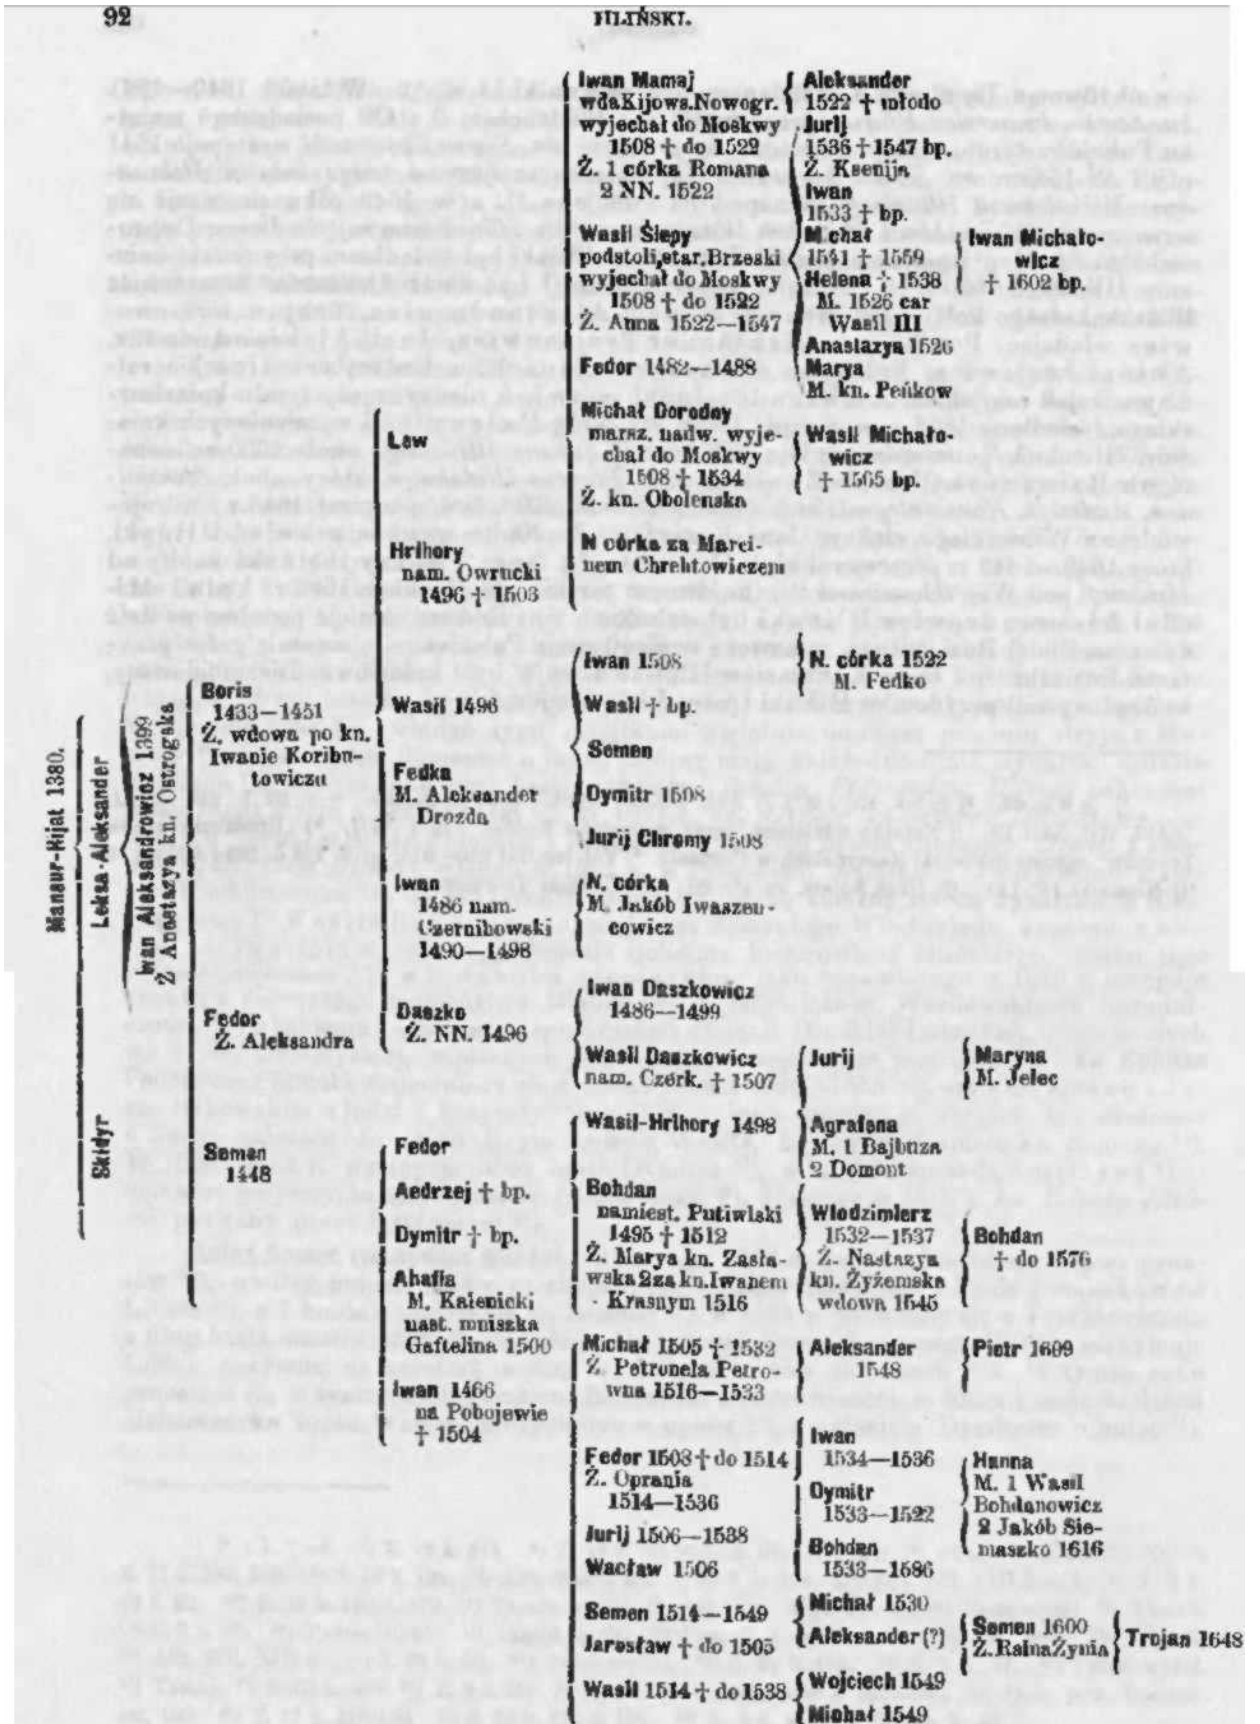 92
HLIŃSKI.
Mansur-Kijat 1380.
Leksa-Aleksander
Skidyr
Iwan Aleksandrowicz 1399
Ż Anastazya kn. Ostrogska
Boris
1433—1451
Ż. wdowa po kn.
Iwanie Koribu-
towiczu
Fedor
Ż. Aleksandra
Semen
1448
Lew
Hrihory
nam. Owrucki
1496 † 1503
Wasil 1496
Fedka
M. Aleksander
Drozda
Iwan
1486 nam.
Czernihowski
1490—1498
Daszko
Ż. NN. 1496
Fedor
Aedrzej † bp.
Dymitr † bp.
Ahafia
M. Kalenicki
nast. mniszka
Gaftelina 1500
Iwan 1466
na Pobojewie
† 1504
Iwan Mamaj
wda Kijows. Nowogr.
wyjechał do Moskwy
1508 † do 1522
Ż. 1 córka Romana
2 NN. 1522
Wasil Ślepy
podstoli, star. Brzeski
wyjechał do Moskwy
1508 † do 1522
Ż. Anna 1522—1547
Fedor 1482—1488
Michał Dorodny
marsz. nadw. wyje-
chał do Moskwy
1508 † 1534
Ż. kn. Obolenska
N córka za Marci-
nem Chrebtowiczem
Iwan 1508
Wasil † bp.
Semen
Dymitr 1508
Jurij Chromy 1508
N. córka
M. Jakób Iwaszen-
cowicz
Iwan Daszkowicz
1486—1499
Wasil Daszkowicz
nam. Czerk. † 1507
Wasil-Hrihory 1498
Bohdan
namiest. Putiwlski
1495 † 1512
Ż. Marya kn. Zasła-
wska 2 za kn. Iwanem
Krasnym 1516
Michał 1505 † 1532
Ż. Petronela Petro-
wna 1516—1533
Fedor 1503 † do 1514
Ż. Oprania
1514—1536
Jurij 1506—1538
Wacław 1506
Semen 1514—1549
Jarosław † do 1505
Wasil 1514 † do 1538
Aleksander
1522 † młodo
Jurij
1536 † 1547 bp.
Ż. Ksenija
Iwan
1533 † bp.
Michał
1541 † 1559
Helena † 1538
M. 1526 car
Wasil III
Anastazya 1526
Marya
M. kn. Peńkow
Wasil Michało-
wicz
† 1565 bp.
N. córka 1522
M. Fedko
Jurij
Agrafena
M. 1 Bajbuza
2 Domont
Włodzimierz
1532—1537
Ż. Nastazya
kn. Żyżemska
wdowa 1545
Aleksander
1548
Iwan
1534—1536
Dymitr
1533—1522
Bohdan
1533—1586
Michał 1530
Aleksander (?)
Wojciech 1549
Michał 1549
Iwan Michało-
wicz
† 1602 bp.
Maryna
M. Jelec
Bohdan
† do 1576
Piotr 1609
Hanna
M. 1 Wasil
Bohdanowicz
2 Jakób Sie-
maszko 1616
Semen 1600
Ż. Raina Żynia
Trojan 1648